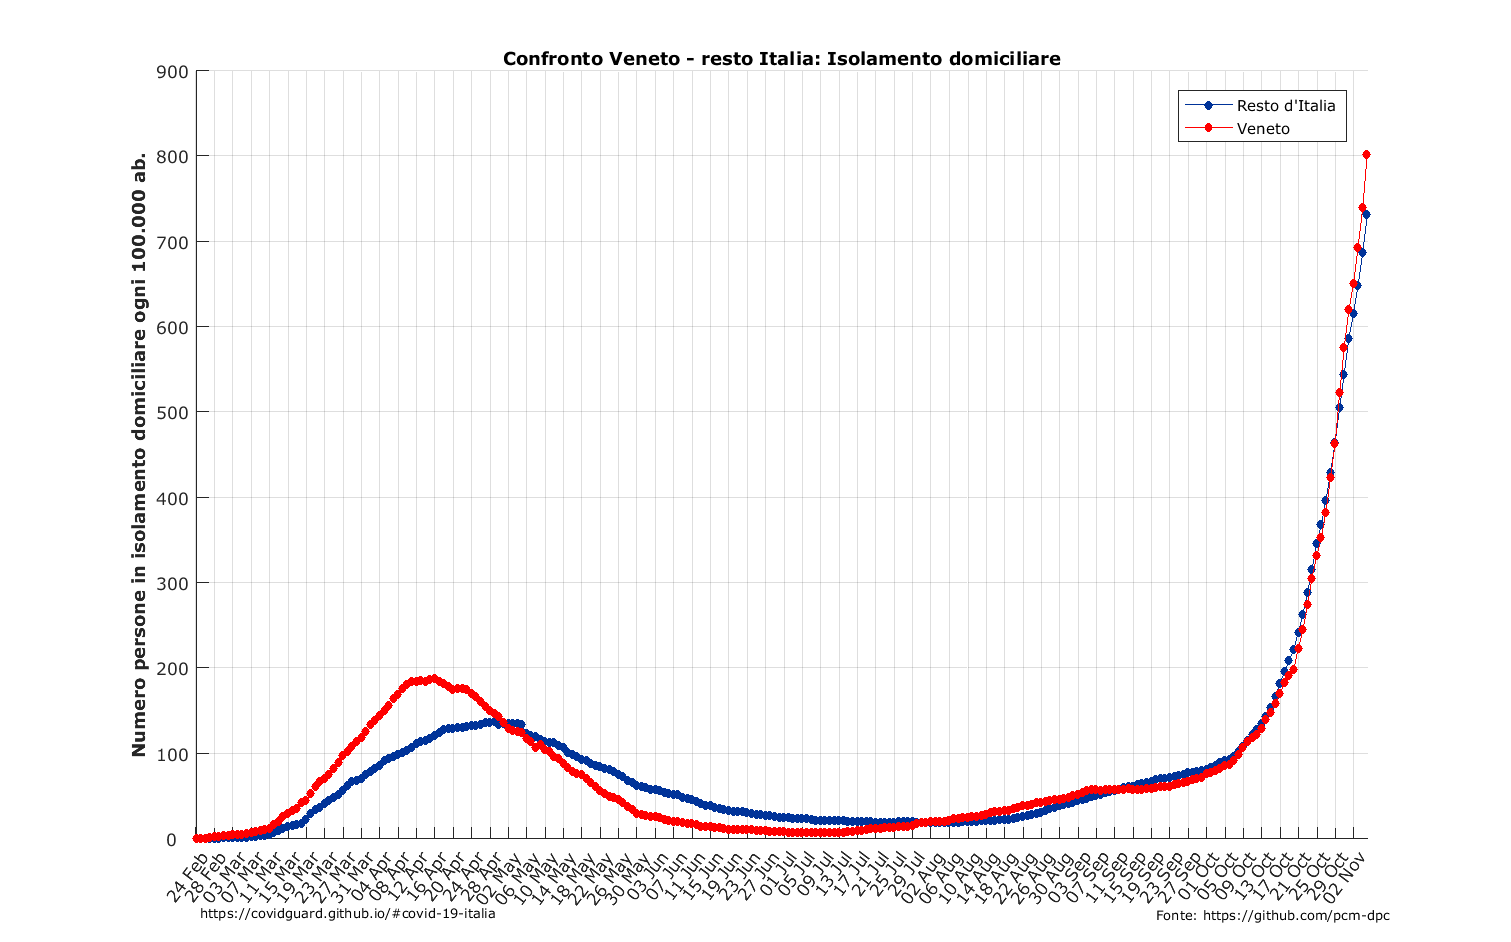 Confronto Veneto - resto Italia: Isolamento domiciliare
Numero persone in isolamento domiciliare ogni 100.000 ab.
900
800
700
600
500
400
300
200
100
0
Resto d'Italia
Veneto
24 Feb
28 Feb
03 Mar
07 Mar
11 Mar
15 Mar
19 Mar
23 Mar
27 Mar
31 Mar
04 Apr
08 Apr
12 Apr
16 Apr
20 Apr
24 Apr
28 Apr
02 May
06 May
10 May
14 May
18 May
22 May
26 May
30 May
03 Jun
07 Jun
11 Jun
15 Jun
19 Jun
23 Jun
27 Jun
01 Jul
05 Jul
09 Jul
13 Jul
17 Jul
21 Jul
25 Jul
29 Jul
02 Aug
06 Aug
10 Aug
14 Aug
18 Aug
22 Aug
26 Aug
30 Aug
03 Sep
07 Sep
11 Sep
15 Sep
19 Sep
23 Sep
27 Sep
01 Oct
05 Oct
09 Oct
13 Oct
17 Oct
21 Oct
25 Oct
29 Oct
02 Nov
https://covidguard.github.io/#covid-19-italia
Fonte: https://github.com/pcm-dpc